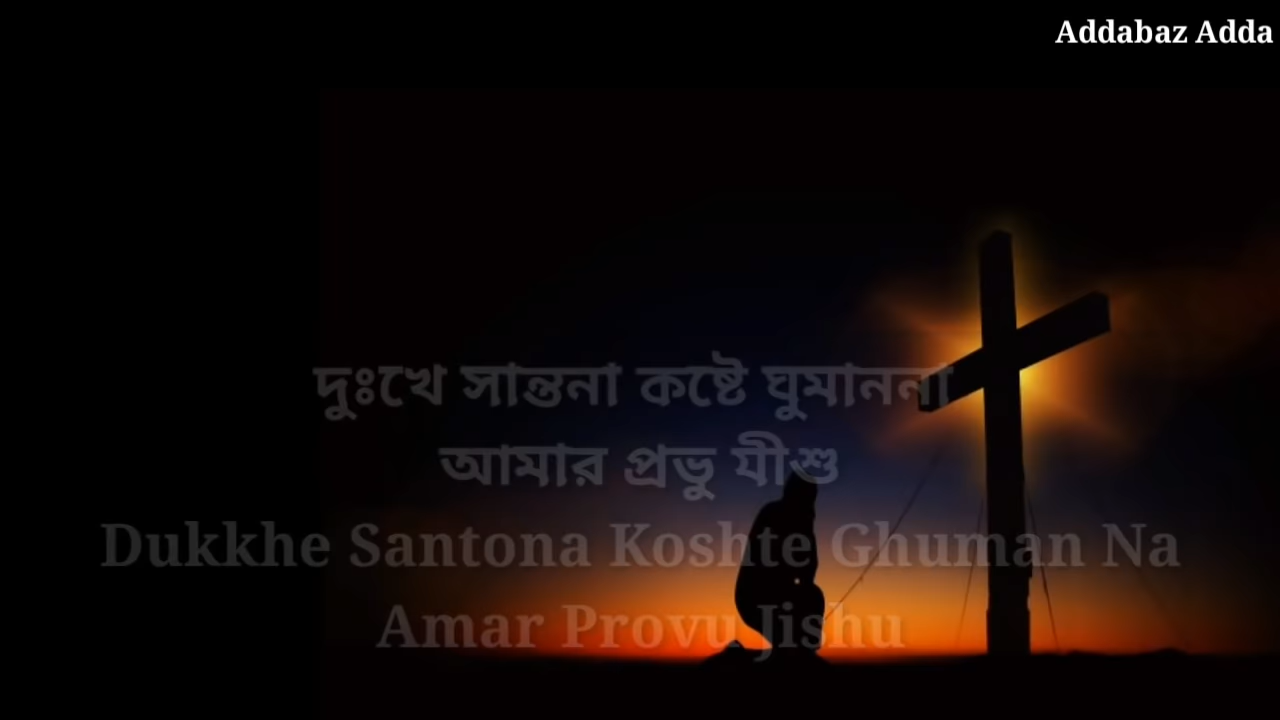 Addabaz Adda
দুঃখে সান্তনা কষ্টে ঘুমাননা
আমার প্রভু যীশু
Dukkhe Santona Koshte Ghuman Na
Amar Provu Jishu